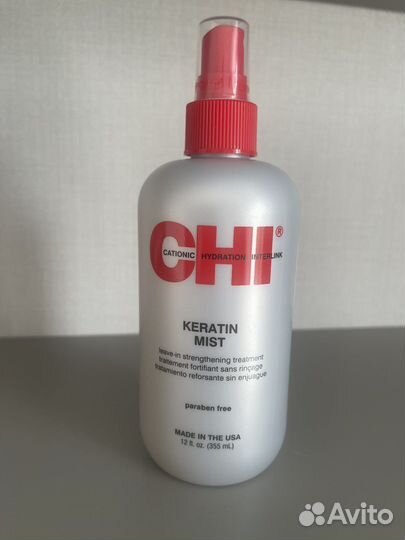 CHI®
CATIONIC HYDRATION INTERLINK
KERATIN
MIST
leave-in strengthening treatment
traitement fortifiant sans rinçage
tratamiento reforsante sin enjuague
paraben free
MADE IN THE USA
12 fl. oz. (355 mL)
Avito